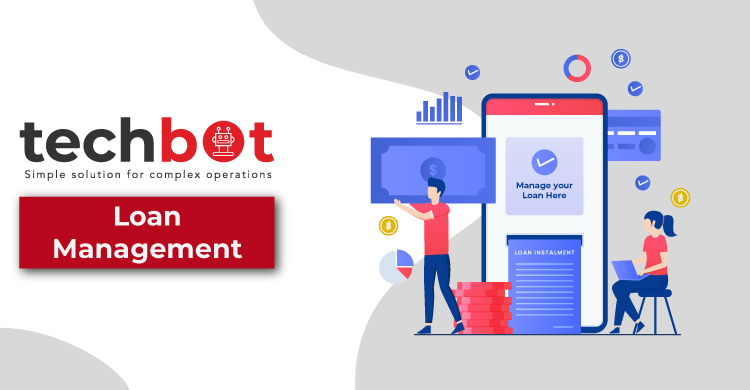 techbot
Simple solution for complex operations
Loan
Management
$
$
Manage your
Loan Here
$
$
LOAN INSTALMENT